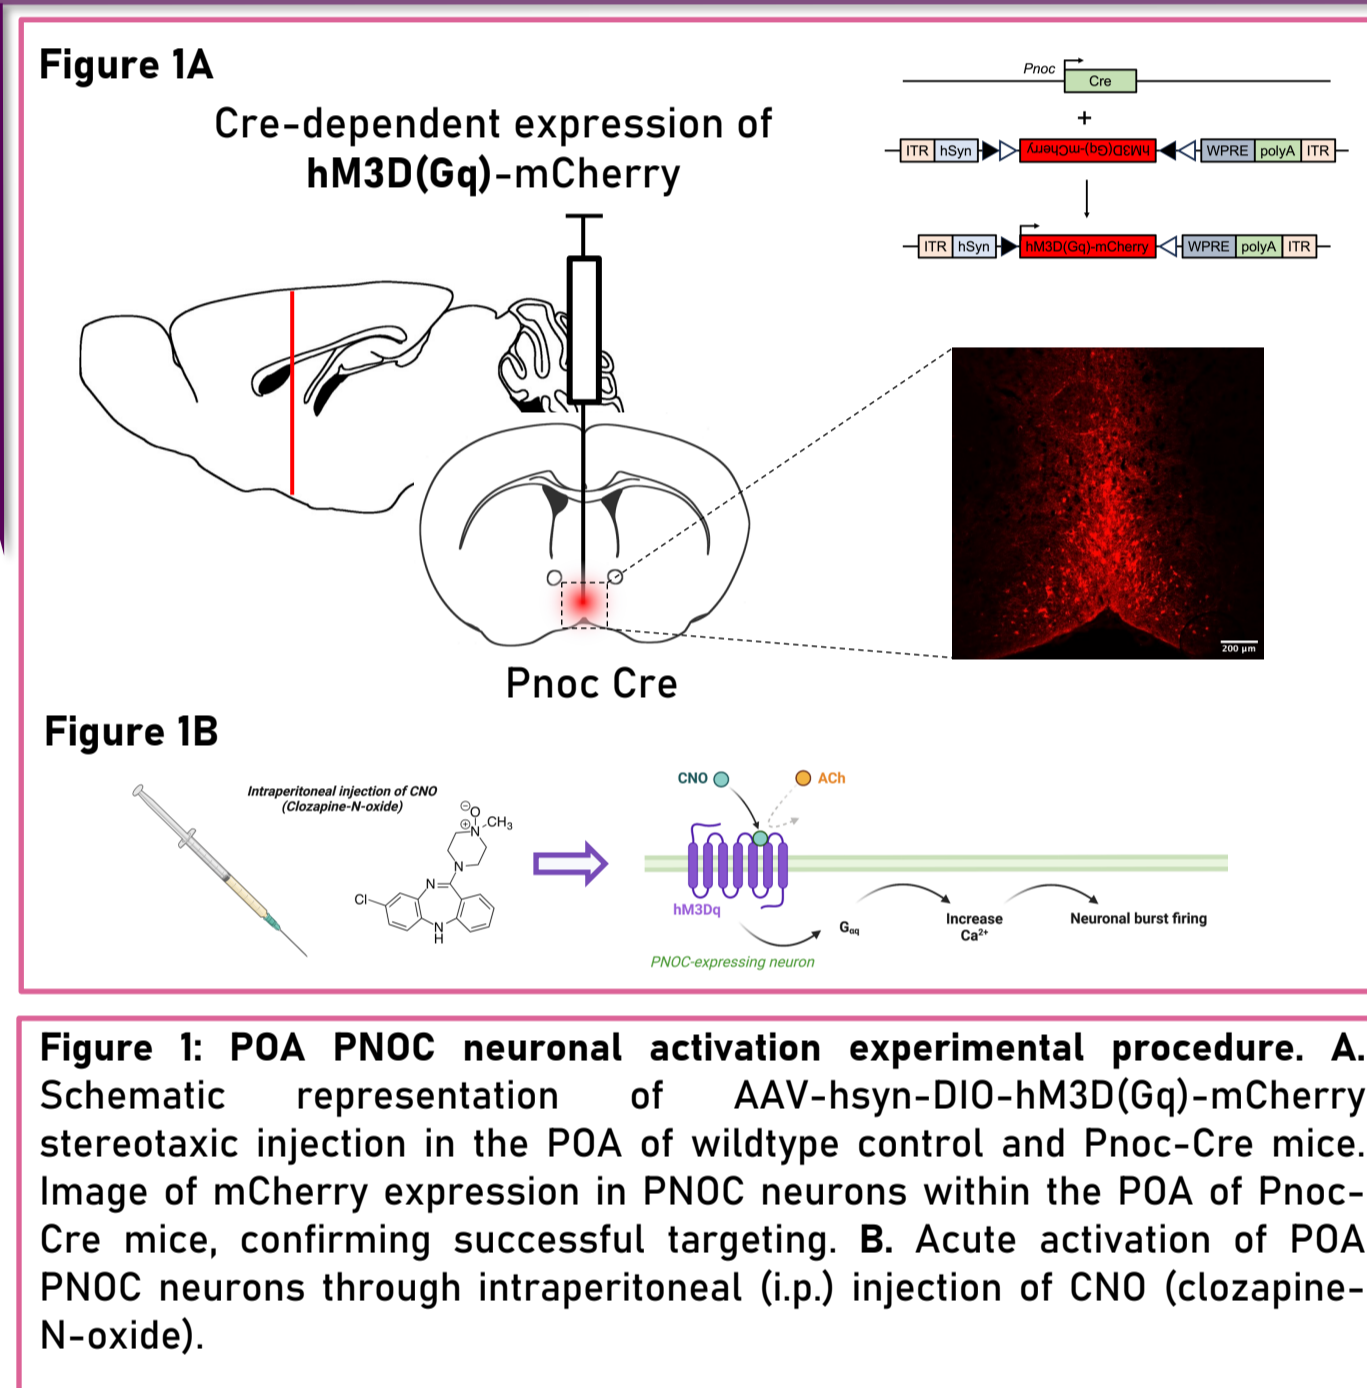 Figure 1A
Cre-dependent expression of
hM3D(Gq)-mCherry
Pnoc
Cre
+
ITR hSyn hM3D(Gq)-mCherry WPRE polyA ITR
ITR hSyn hM3D(Gq)-mCherry WPRE polyA ITR
200 µm
Pnoc Cre
Figure 1B
Intraperitoneal injection of CNO
(Clozapine-N-oxide)
⊖O
⊕N CH₃
N
N
Cl
N
H
CNO
ACh
hM3Dq
Gαq
Increase
Ca²⁺
Neuronal burst firing
PNOC-expressing neuron
Figure 1: POA PNOC neuronal activation experimental procedure. A.
Schematic representation of AAV-hsyn-DIO-hM3D(Gq)-mCherry
stereotaxic injection in the POA of wildtype control and Pnoc-Cre mice.
Image of mCherry expression in PNOC neurons within the POA of Pnoc-
Cre mice, confirming successful targeting. B. Acute activation of POA
PNOC neurons through intraperitoneal (i.p.) injection of CNO (clozapine-
N-oxide).